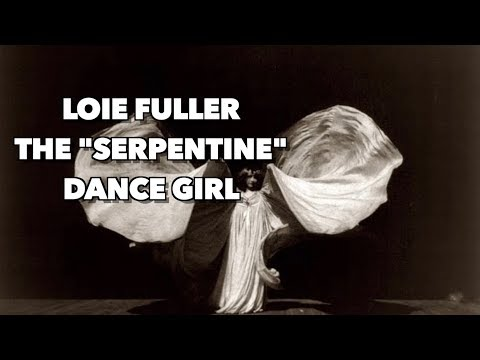 LOIE FULLER
THE "SERPENTINE"
DANCE GIRL